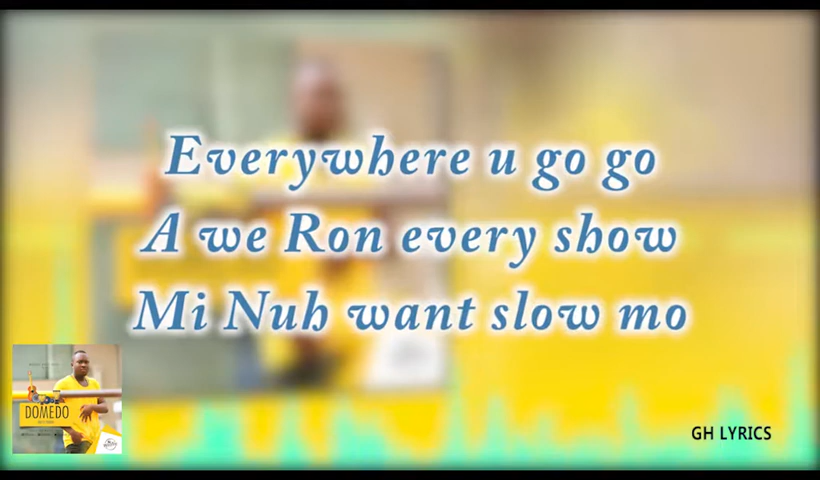 Everywhere u go go
A we Ron every show
Mi Nuh want slow mo
DOMEDO
GH LYRICS